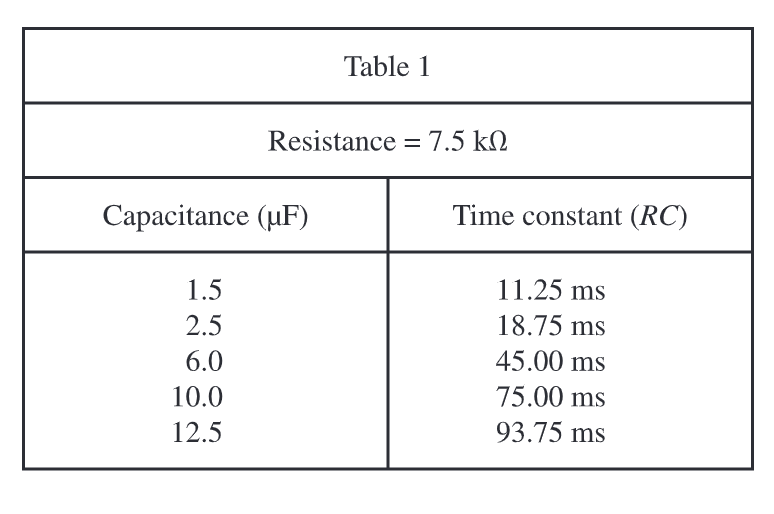 Table 1
Resistance = 7.5 kΩ
Capacitance (µF) Time constant (RC)
1.5 11.25 ms
2.5 18.75 ms
6.0 45.00 ms
10.0 75.00 ms
12.5 93.75 ms